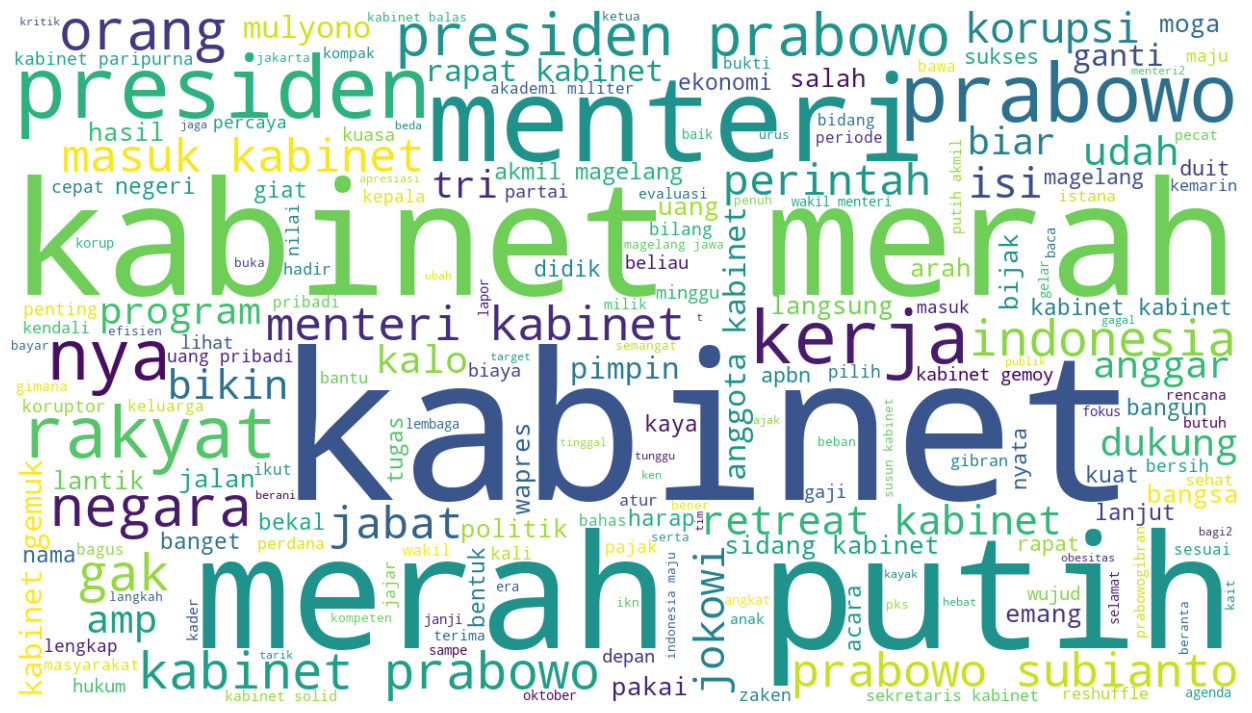 kritik
orang
mulyono
kabinet balas
ketua
presiden prabowo
korupsi
moga
kabinet paripurna
jakarta
kompak
rapat kabinet
bukti
sukses
ganti
maju
presiden
akademi militer
ekonomi
salah
bawa
menteri2
menteri
prabowo
hasil
jaga
percaya
kuasa
beda
baik
urus
bidang
periode
biar
udah
pecat
masuk kabinet
cepat
negeri
giat
apresiasi
kepala
tri
akmil magelang
partai
evaluasi
perintah
penuh
wakil menteri
isi
magelang
duit
kemarin
istana
putih akmil
kabinet
merah
korup
nilai
buka
hadir
ubah
uang
bilang
magelang jawa
didik
beliau
arah
bijak
gelar
baca
penting
program
pribadi
lapor
milik
minggu
anggota kabinet
langsung
masuk
kabinet kabinet
kendali
efisien
menteri kabinet
t
kerja
indonesia
gagal
bayar
nya
lihat
uang pribadi
kalo
semangat
target
biaya
pimpin
apbn
pilih
kabinet gemoy
publik
anggar
gimana
bikin
bantu
rencana
koruptor
keluarga
kabinet
lembaga
ajak
fokus
bangun
butuh
rakyat
tugas
wapres
kaya
tinggal
tunggu
beban
susun kabinet
gibran
nyata
dukung
lantik
jalan
ikut
ken
kuat
bersih
sehat
kabinet gemuk
negara
berani
atur
gaji
bangsa
bekal
jabat
politik
bener
tim
retreat kabinet
lanjut
bagi2
nama
bagus
banget
perdana
wakil
kali
bahas
harap
serta
pajak
sidang kabinet
rapat
obesitas
sesuai
gak
langkah
jajar
bentuk
era
merah
putih
ikn
indonesia maju
jokowi
angkat
kayak
pks
hebat
wujud
selamat
prabowogibran
beranta
kait
amp
kader
kompeten
janji
terima
sampe
anak
acara
emang
lengkap
masyarakat
tarik
hukum
kabinet prabowo
depan
pakai
prabowo subianto
kabinet solid
oktober
zaken
sekretaris kabinet
reshuffle
agenda